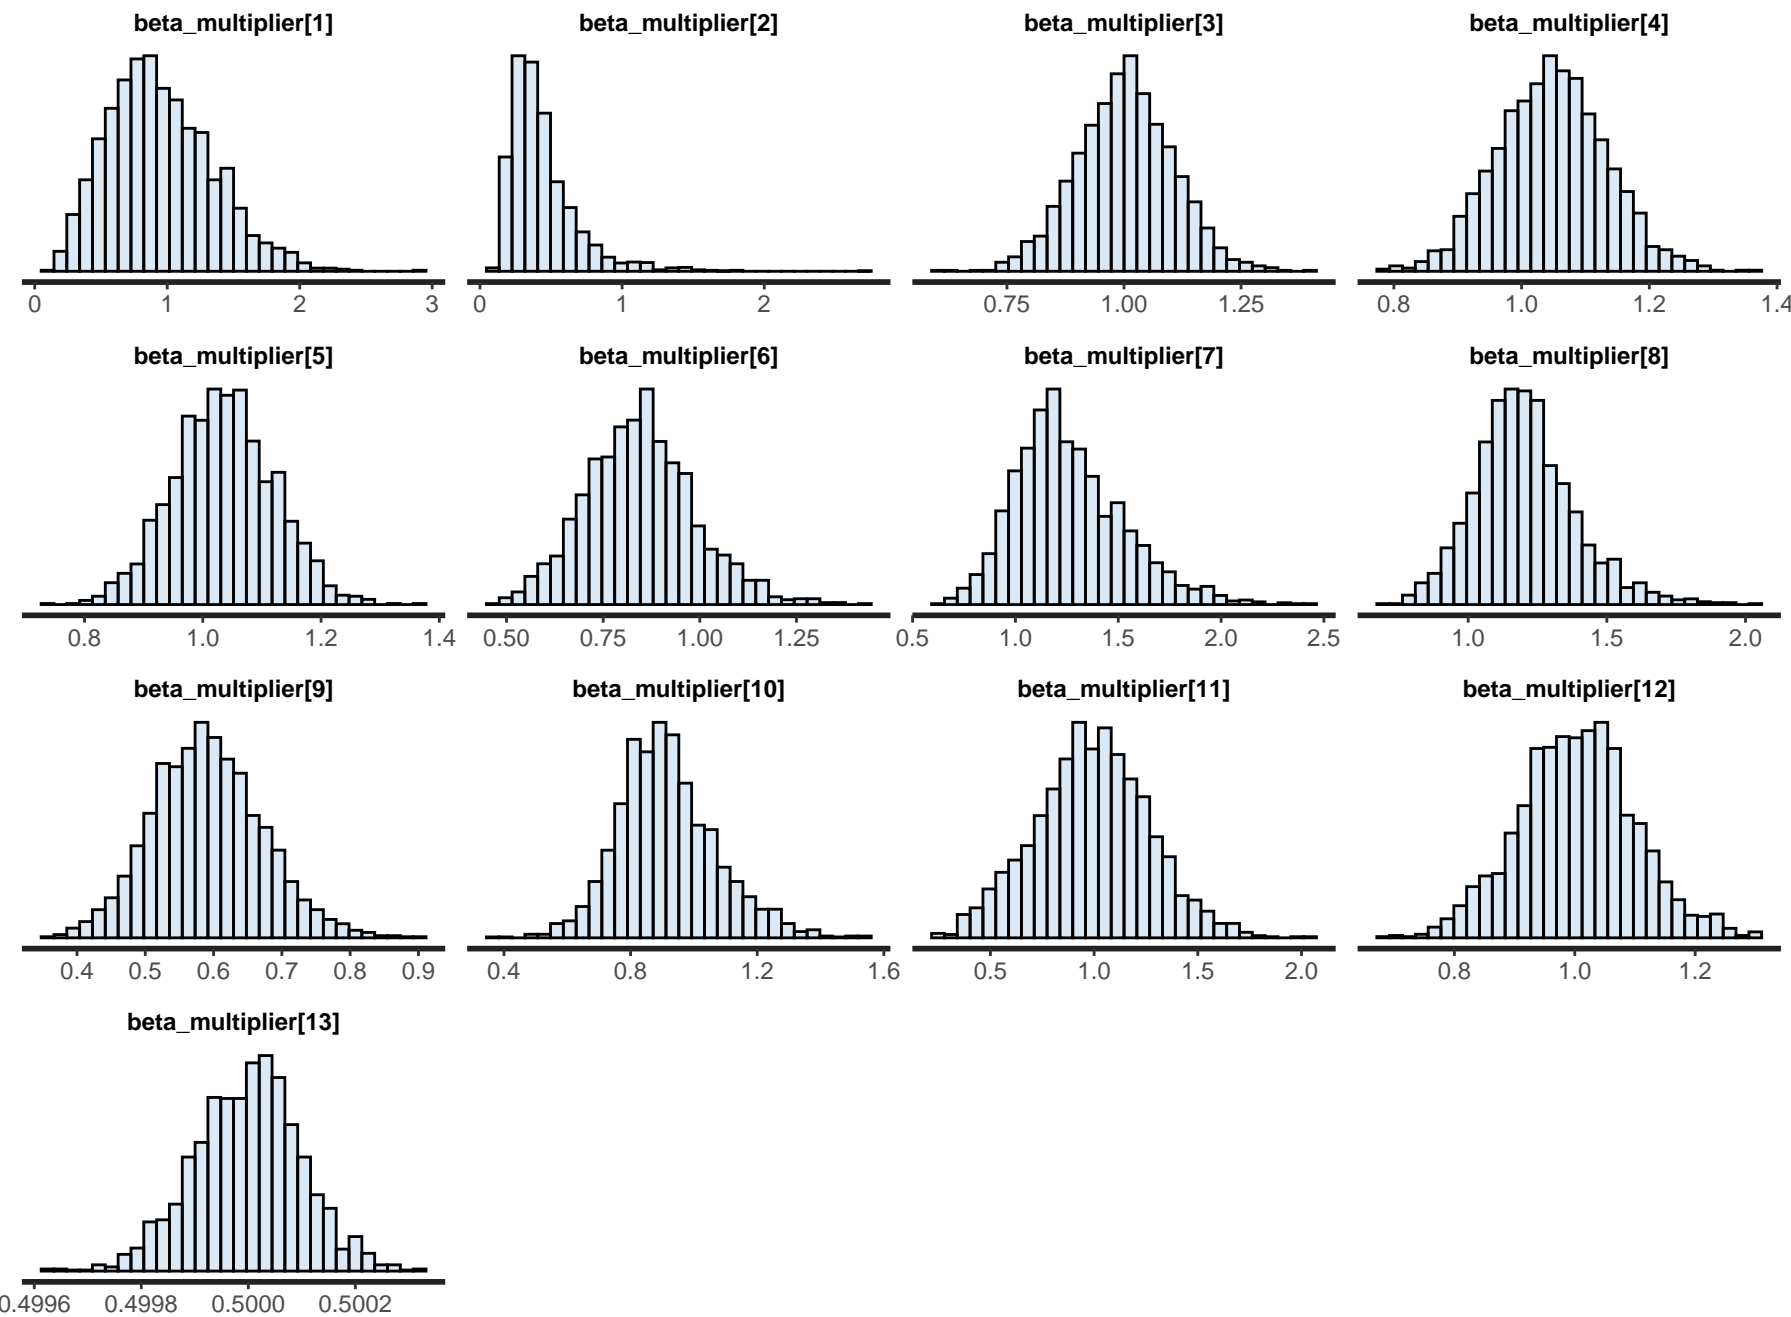 beta_multiplier[1] beta_multiplier[2] beta_multiplier[3] beta_multiplier[4]
0 1 2 3 0 1 2 0.75 1.00 1.25 0.8 1.0 1.2 1.4
beta_multiplier[5] beta_multiplier[6] beta_multiplier[7] beta_multiplier[8]
0.8 1.0 1.2 1.4 0.50 0.75 1.00 1.25 0.5 1.0 1.5 2.0 2.5 1.0 1.5 2.0
beta_multiplier[9] beta_multiplier[10] beta_multiplier[11] beta_multiplier[12]
0.4 0.5 0.6 0.7 0.8 0.9 0.4 0.8 1.2 1.6 0.5 1.0 1.5 2.0 0.8 1.0 1.2
beta_multiplier[13]
0.4996 0.4998 0.5000 0.5002